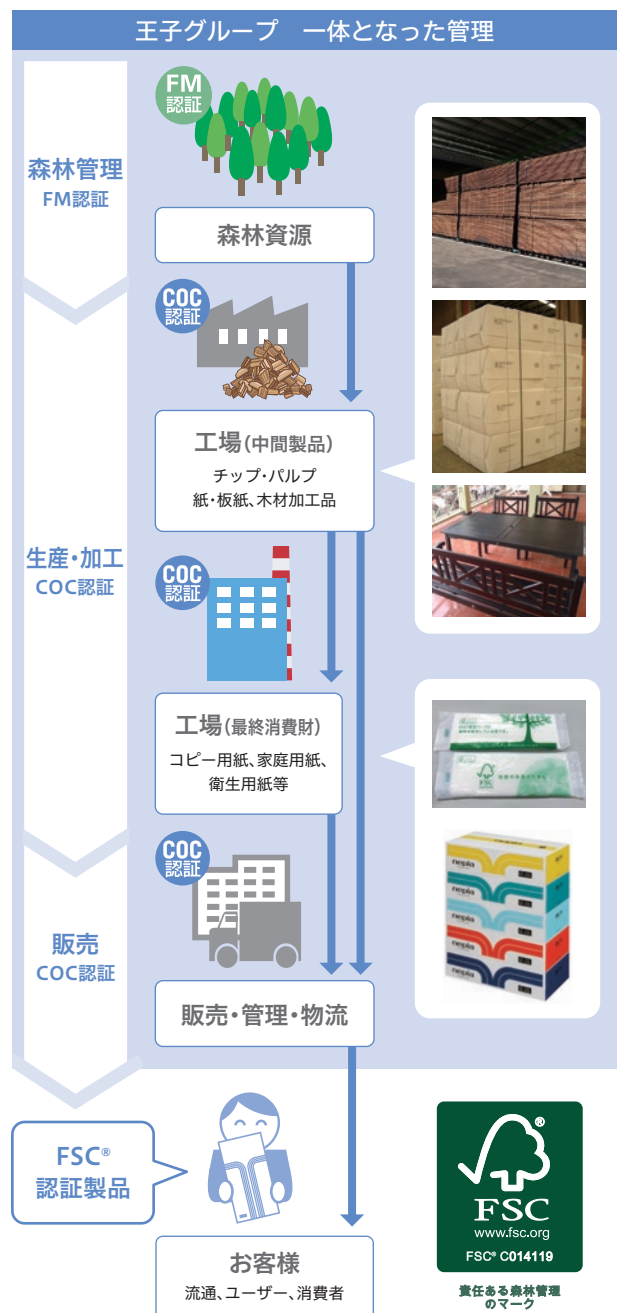 王子グループ　一体となった管理
森林管理
FM認証
FM
認証
森林資源
COC
認証
工場(中間製品)
チップ・パルプ
紙・板紙、木材加工品
生産・加工
COC認証
COC
認証
工場(最終消費財)
コピー用紙、家庭用紙、
衛生用紙等
FSC
nepia
nepia
nepia
nepia
nepia
COC
認証
販売
COC認証
販売・管理・物流
FSC®
認証製品
お客様
流通、ユーザー、消費者
®
FSC
www.fsc.org
FSC® C014119
責任ある森林管理
のマーク